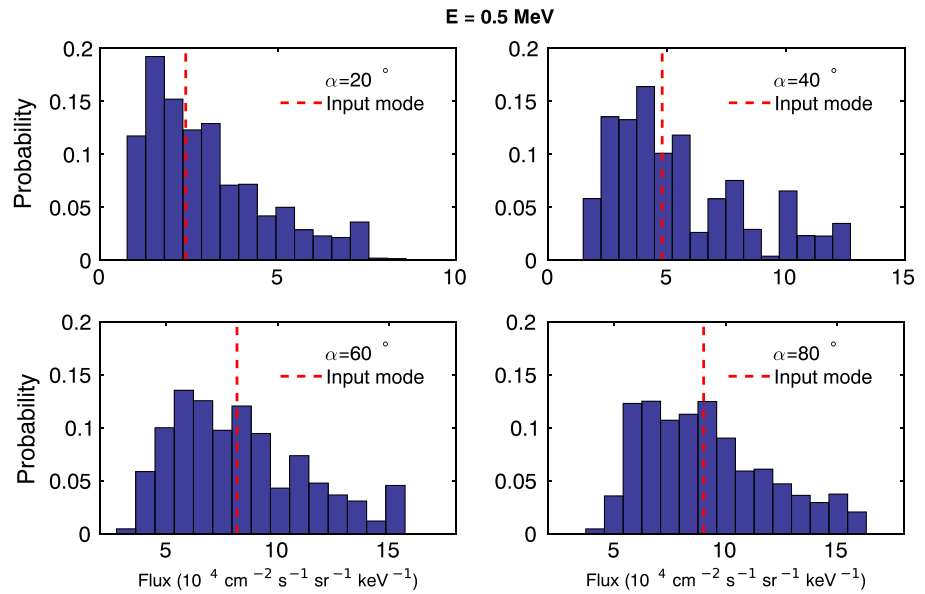 E = 0.5 MeV
Probability
0.2
0.15
0.1
0.05
0
0
5
10
α=20 °
Input mode
0.2
0.15
0.1
0.05
0
0
5
10
15
α=40 °
Input mode
Probability
0.2
0.15
0.1
0.05
0
5
10
15
α=60 °
Input mode
Flux (10 ⁴ cm ⁻² s⁻¹ sr⁻¹ keV⁻¹)
0.2
0.15
0.1
0.05
0
5
10
15
α=80 °
Input mode
Flux (10 ⁴ cm ⁻² s⁻¹ sr⁻¹ keV⁻¹)